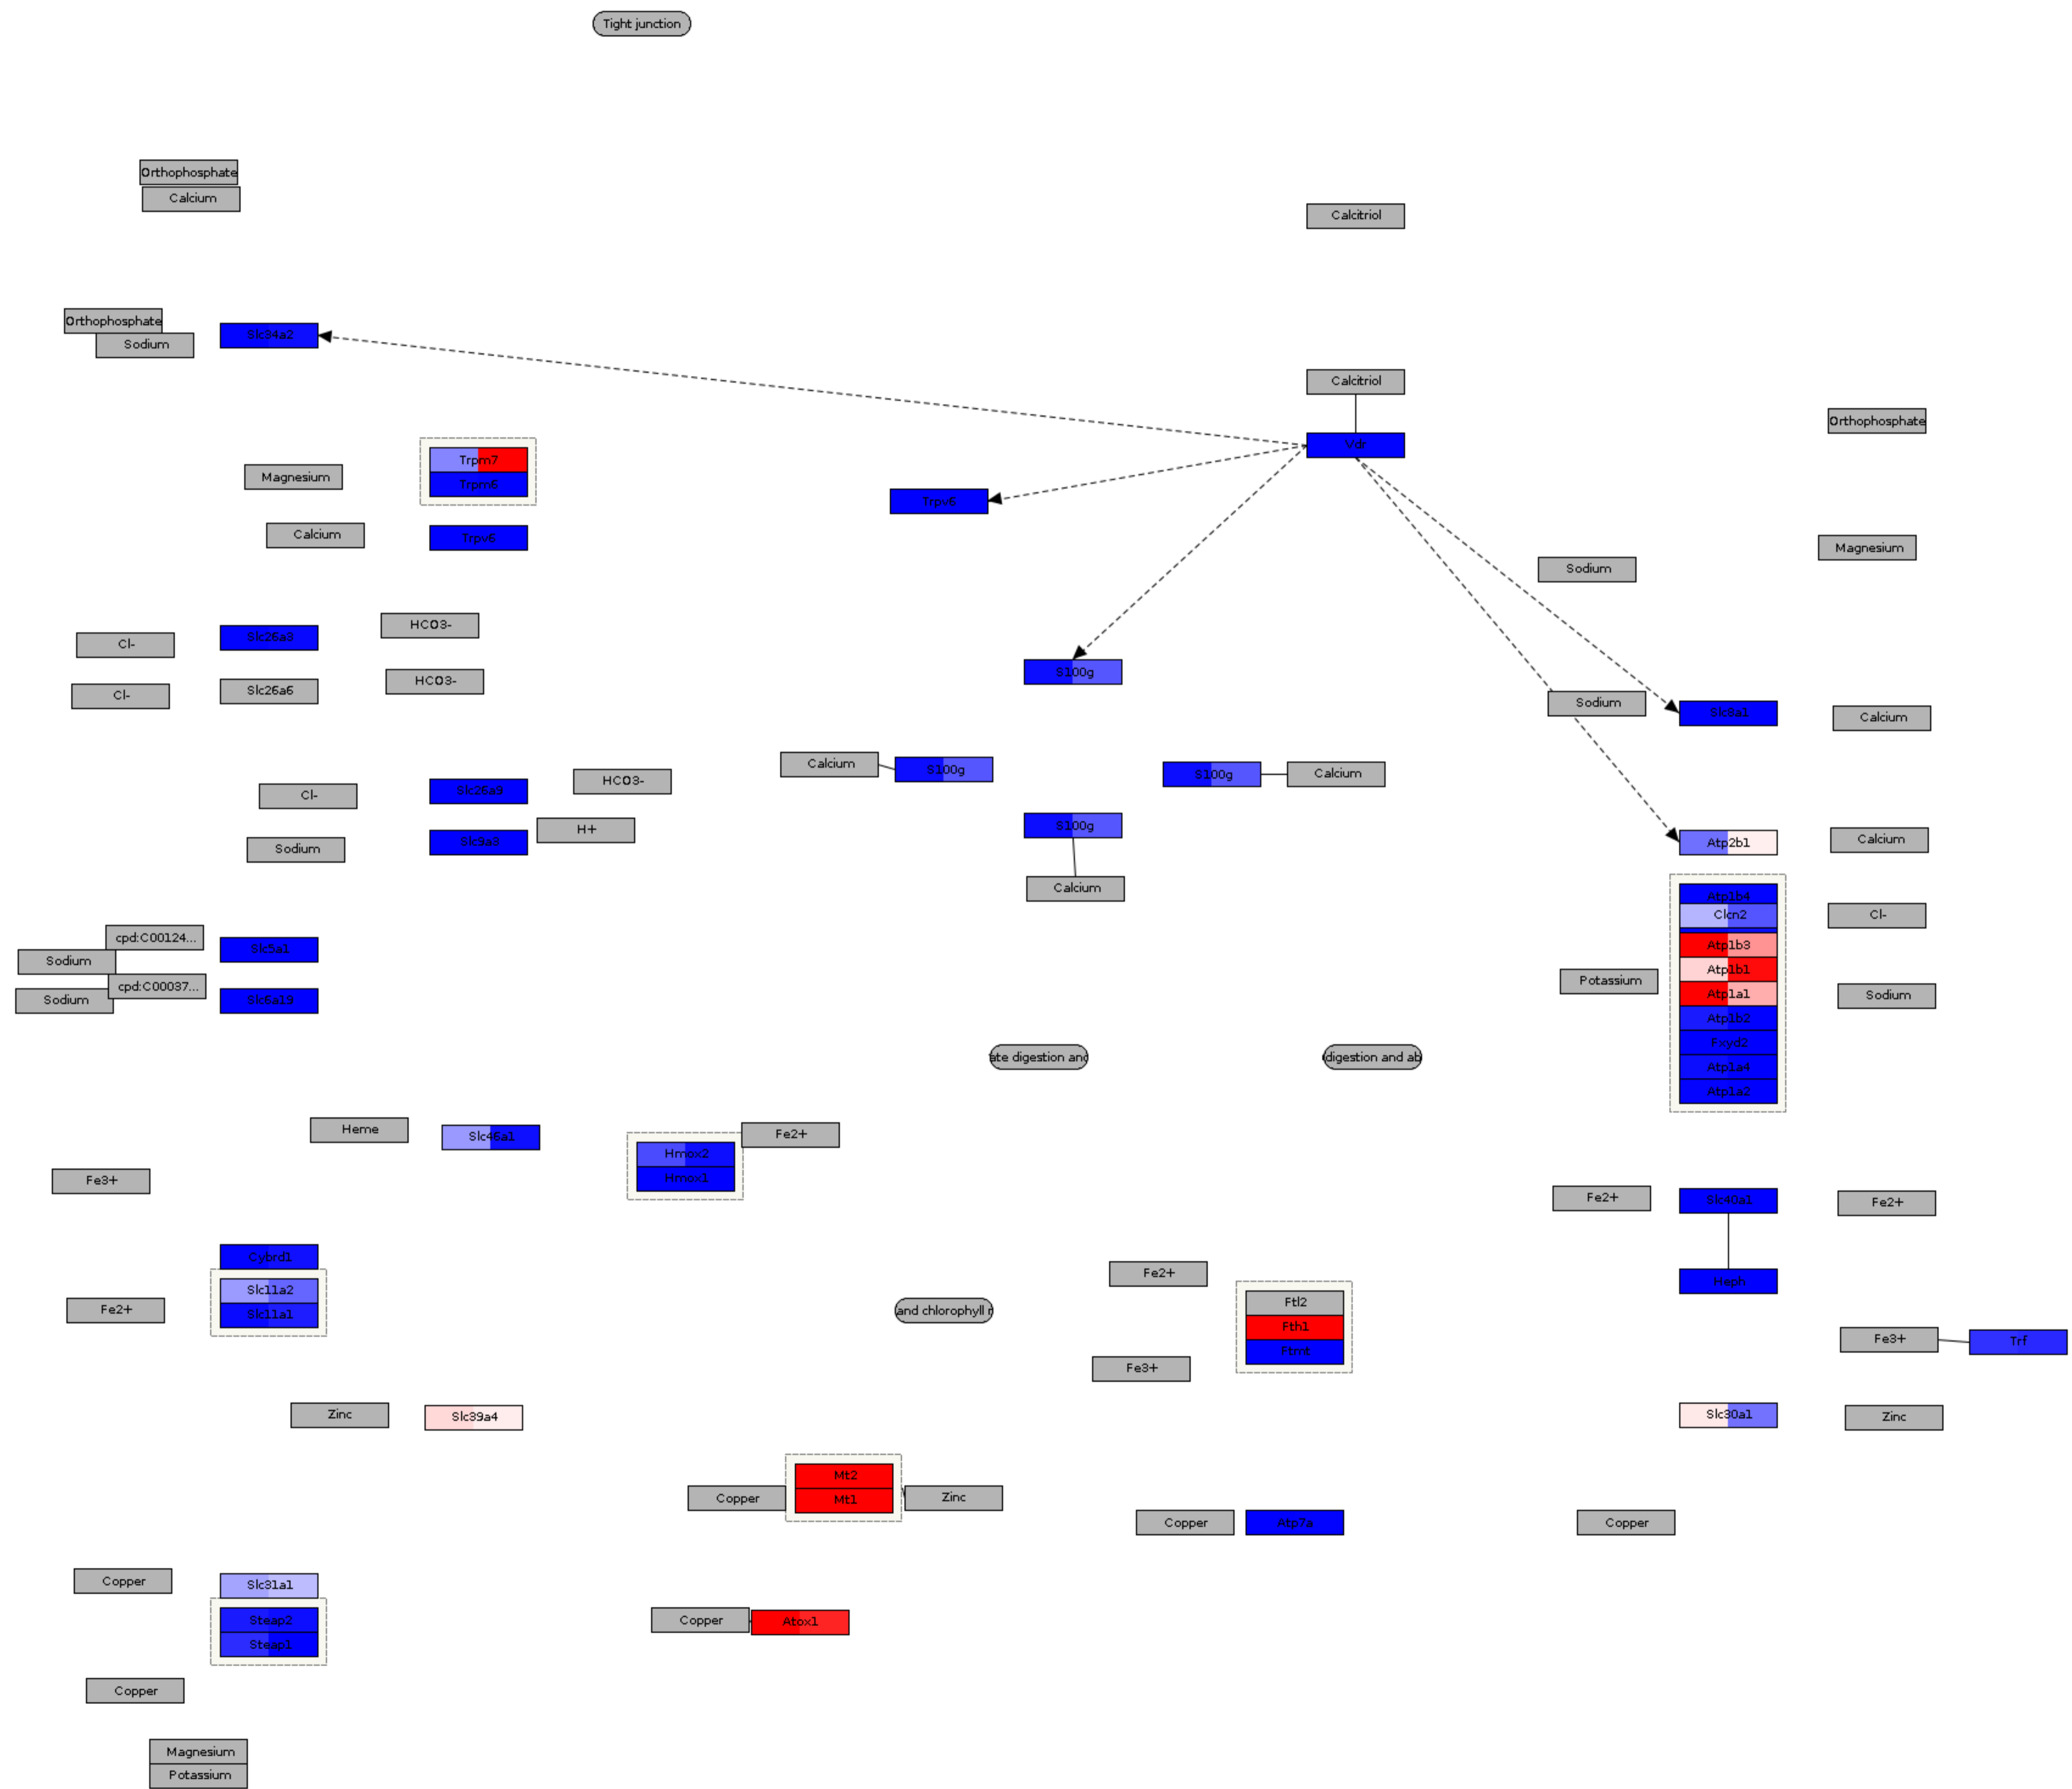 Tight junction
Orthophosphate
Calcium
Calcitriol
Orthophosphate
Slc34a2
Sodium
Calcitriol
Orthophosphate
Vdr
Trpm7
Magnesium
Trpm6
Trpv6
Calcium
Trpv6
Magnesium
Sodium
HCO3-
Cl-
Slc26a3
S100g
HCO3-
Cl-
Slc26a6
Sodium
Slc8a1
Calcium
Calcium
S100g
S100g
Calcium
HCO3-
Cl-
Slc26a9
H+
S100g
Sodium
Slc9a3
Atp2b1
Calcium
Calcium
Atp1b4
Clcn2
Cl-
cpd:C00124...
Slc5a1
Sodium
Atp1b3
Atp1b1
cpd:C00037...
Potassium
Sodium
Slc6a19
Atp1a1
Sodium
Atp1b2
Fxyd2
ate digestion and
digestion and ab
Atp1a4
Atp1a2
Heme
Slc46a1
Fe2+
Hmox2
Hmox1
Fe3+
Fe2+
Slc40a1
Fe2+
Cybrd1
Slc11a2
Slc11a1
Fe2+
Fe2+
Heph
and chlorophyll r
Ftl2
Fth1
Ftmt
Fe3+
Trf
Fe3+
Zinc
Slc39a4
Slc30a1
Zinc
Mt2
Mt1
Copper
Zinc
Copper
Atp7a
Copper
Copper
Slc31a1
Steap2
Steap1
Copper
Atox1
Copper
Magnesium
Potassium